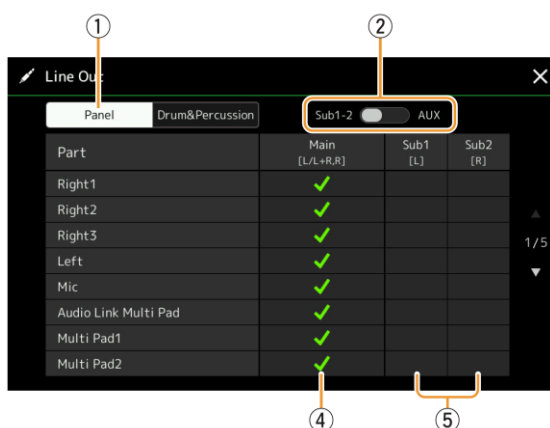 ① ②
Line Out
Panel Drum&Percussion Sub1-2 AUX
Part Main Sub1 Sub2
[L/L+R,R] [L] [R]
Right1
Right2
Right3
1/5
Left
Mic
Audio Link Multi Pad
Multi Pad1
Multi Pad2
④ ⑤